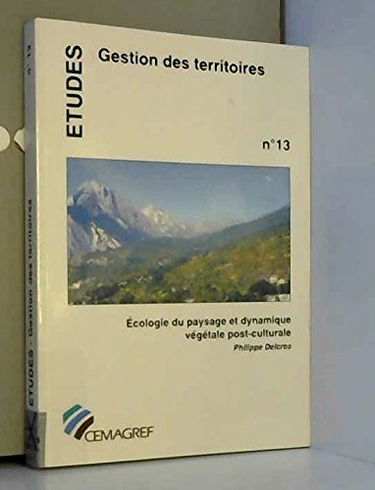 ETUDES
Gestion des territoires
n°13
Écologie du paysage et dynamique
végétale post-culturale
Philippe Delcros
CEMAGREF
ETUDES - Gestion des territoires